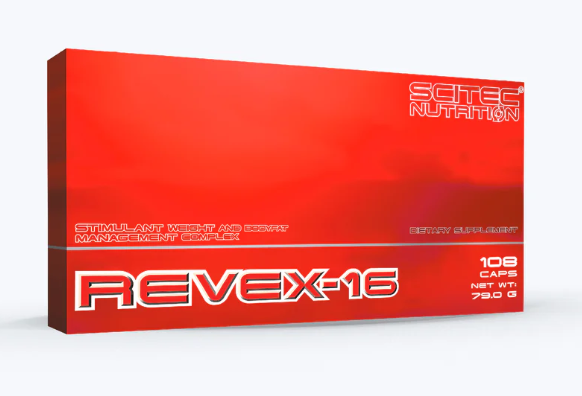 SCITEC®
NUTRITION
STIMULANT WEIGHT AND BODYFAT
MANAGEMENT COMPLEX
DIETARY SUPPLEMENT
REVEX-16
108
CAPS
NET WT:
79.0 G